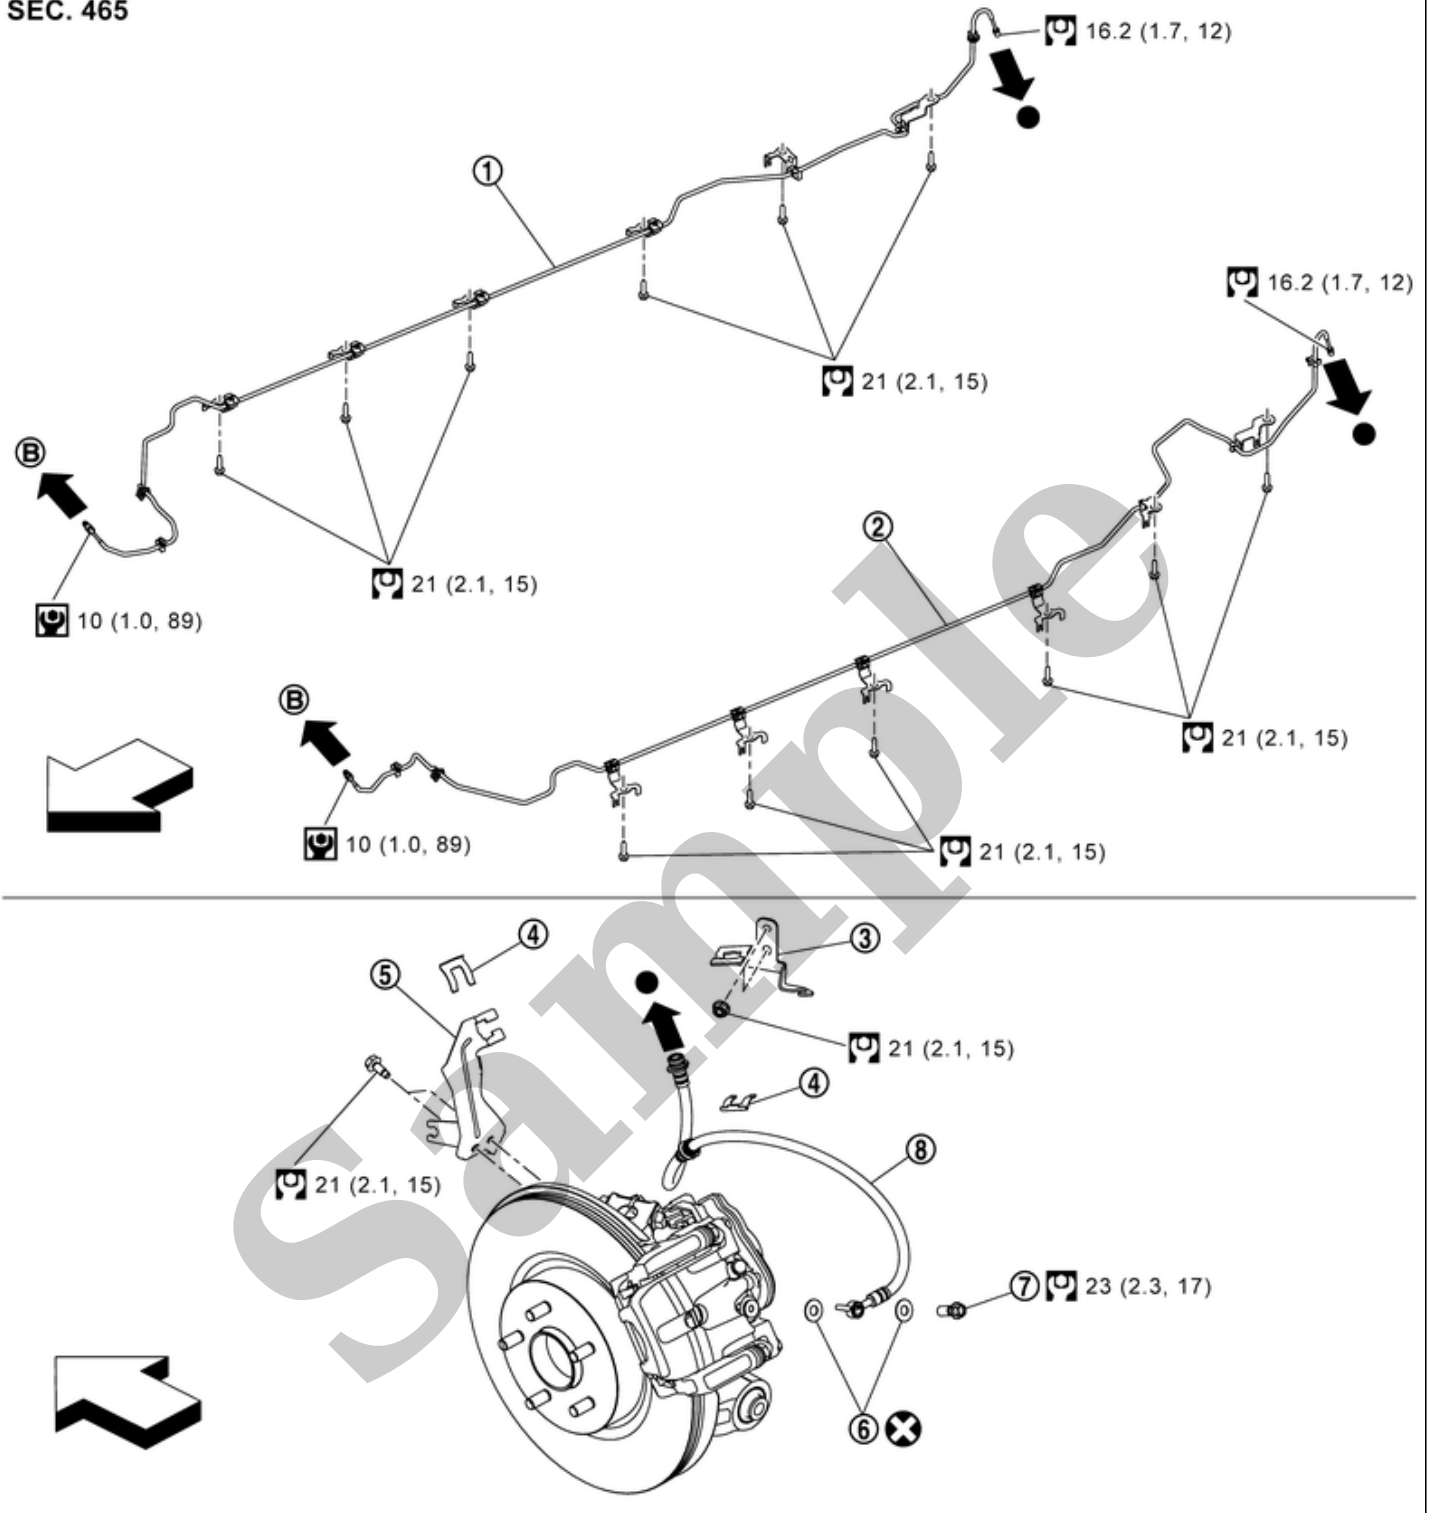 SEC. 465
16.2 (1.7, 12)
1
16.2 (1.7, 12)
21 (2.1, 15)
B
2
21 (2.1, 15)
10 (1.0, 89)
B
21 (2.1, 15)
10 (1.0, 89)
21 (2.1, 15)
4
3
5
21 (2.1, 15)
4
8
21 (2.1, 15)
7 23 (2.3, 17)
6
Sample